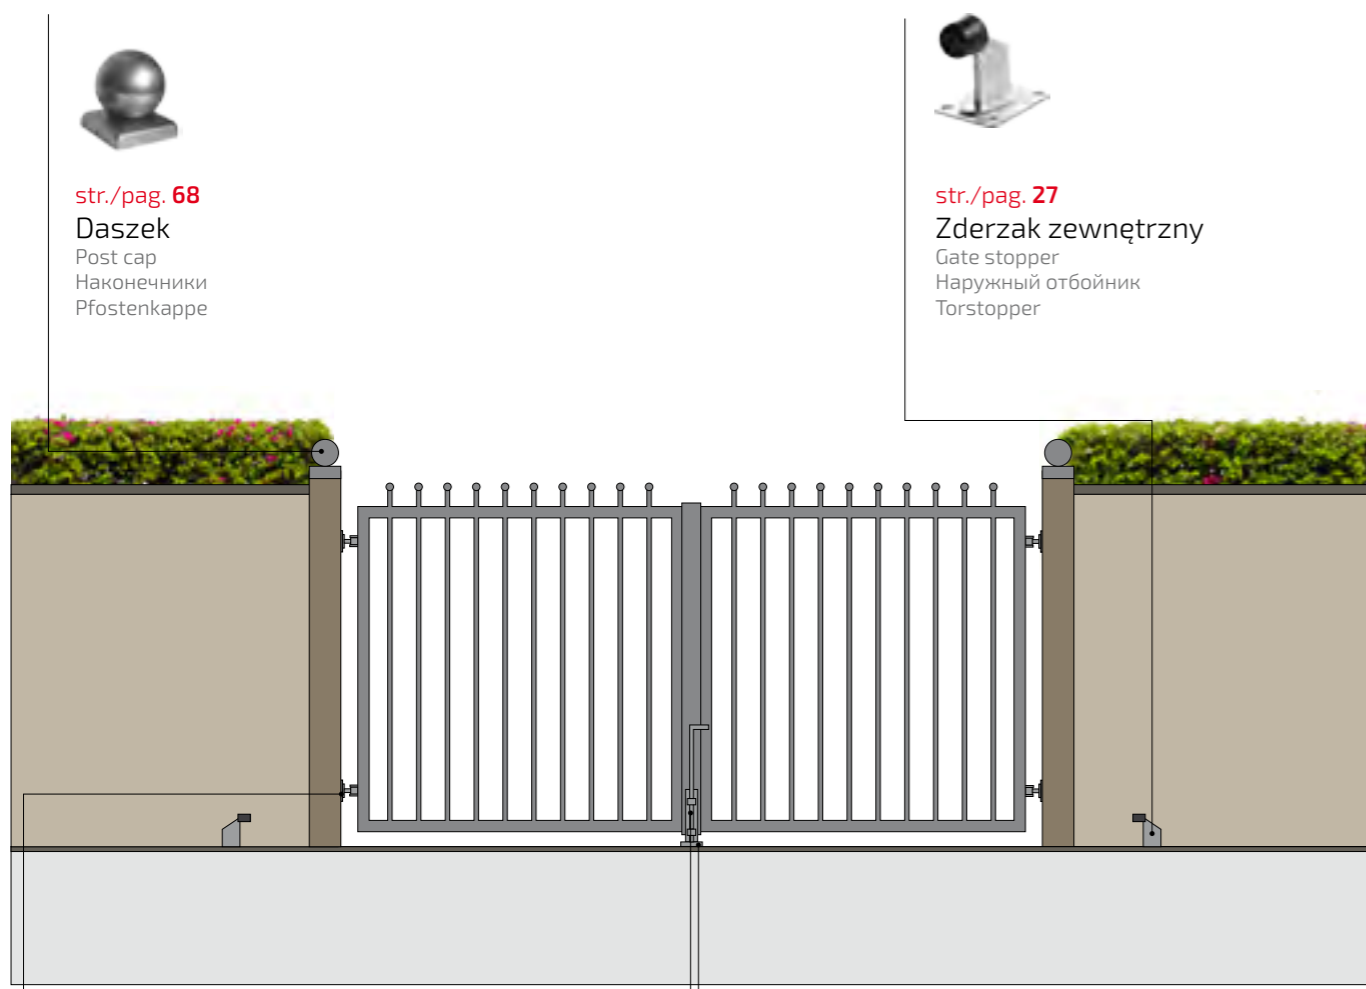 str./pag. 68
Daszek
Post cap
Наконечники
Pfostenkappe
str./pag. 27
Zderzak zewnętrzny
Gate stopper
Наружный отбойник
Torstopper